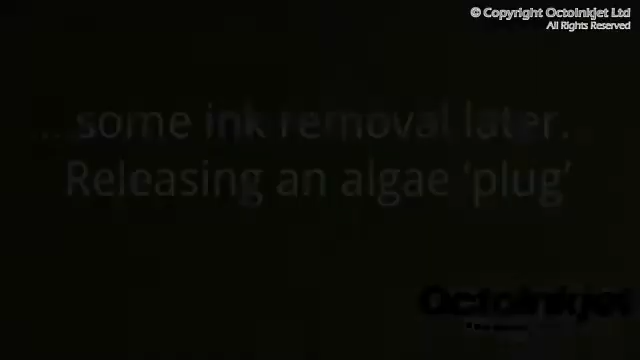 © Copyright OctoInkjet Ltd
All Rights Reserved
...some ink removal later.
Releasing an algae ‘plug’
OctoInkjet